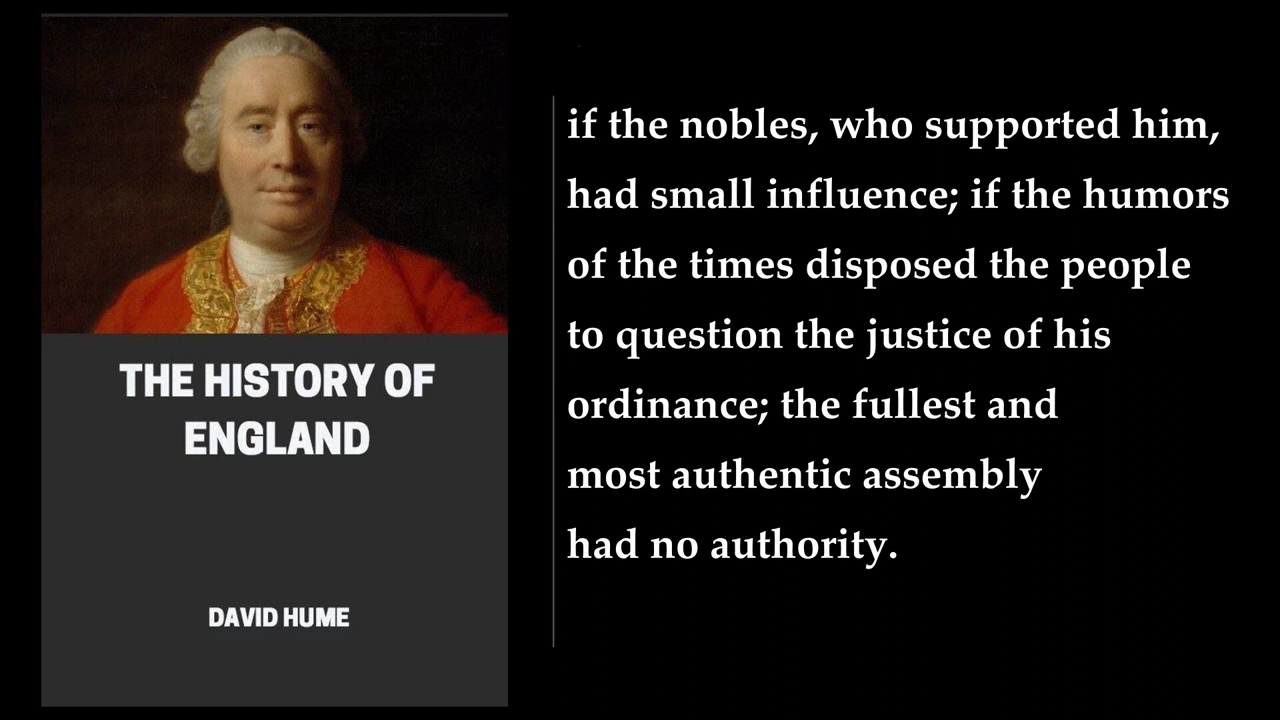 THE HISTORY OF
ENGLAND
DAVID HUME
if the nobles, who supported him,
had small influence; if the humors
of the times disposed the people
to question the justice of his
ordinance; the fullest and
most authentic assembly
had no authority.